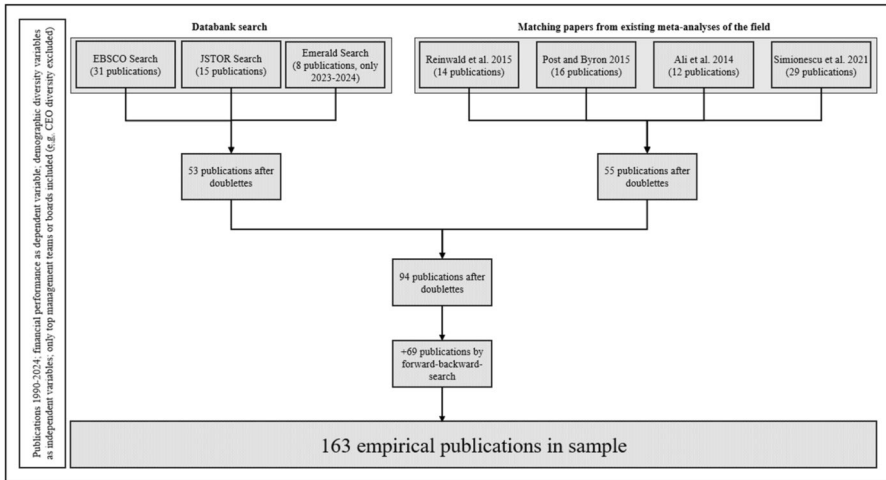 Publications 1990-2024; financial performance as dependent variable; demographic diversity variables
as independent variables; only top management teams or boards included (e.g. CEO diversity excluded)
Databank search
Matching papers from existing meta-analyses of the field
EBSCO Search
(31 publications)
JSTOR Search
(15 publications)
Emerald Search
(8 publications, only
2023-2024)
Reinwald et al. 2015
(14 publications)
Post and Byron 2015
(16 publications)
Ali et al. 2014
(12 publications)
Simionescu et al. 2021
(29 publications)
53 publications after
doublettes
55 publications after
doublettes
94 publications after
doublettes
+69 publications by
forward-backward-
search
163 empirical publications in sample